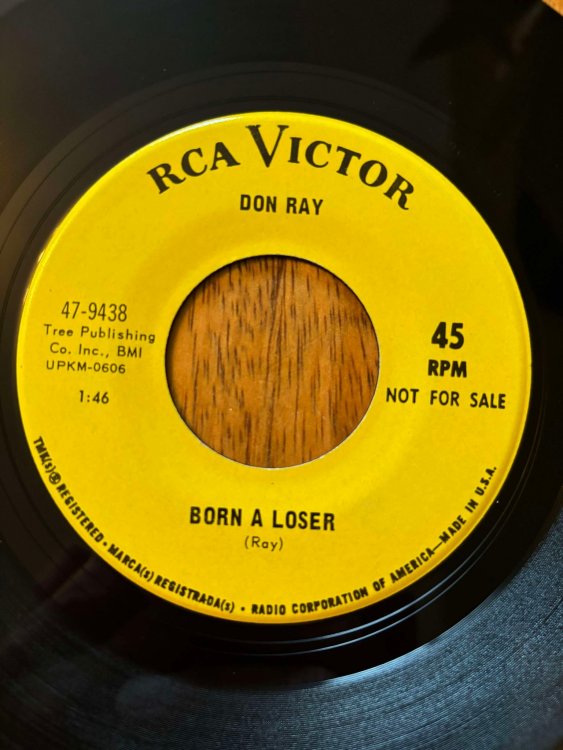 RCA VICTOR
DON RAY
47-9438
Tree Publishing
Co. Inc., BMI
UPKM-0606
1:46
45
RPM
NOT FOR SALE
BORN A LOSER
(Ray)
TMK(s) ® REGISTERED • MARCA(s) REGISTRADA(s) • RADIO CORPORATION OF AMERICA—MADE IN U.S.A.